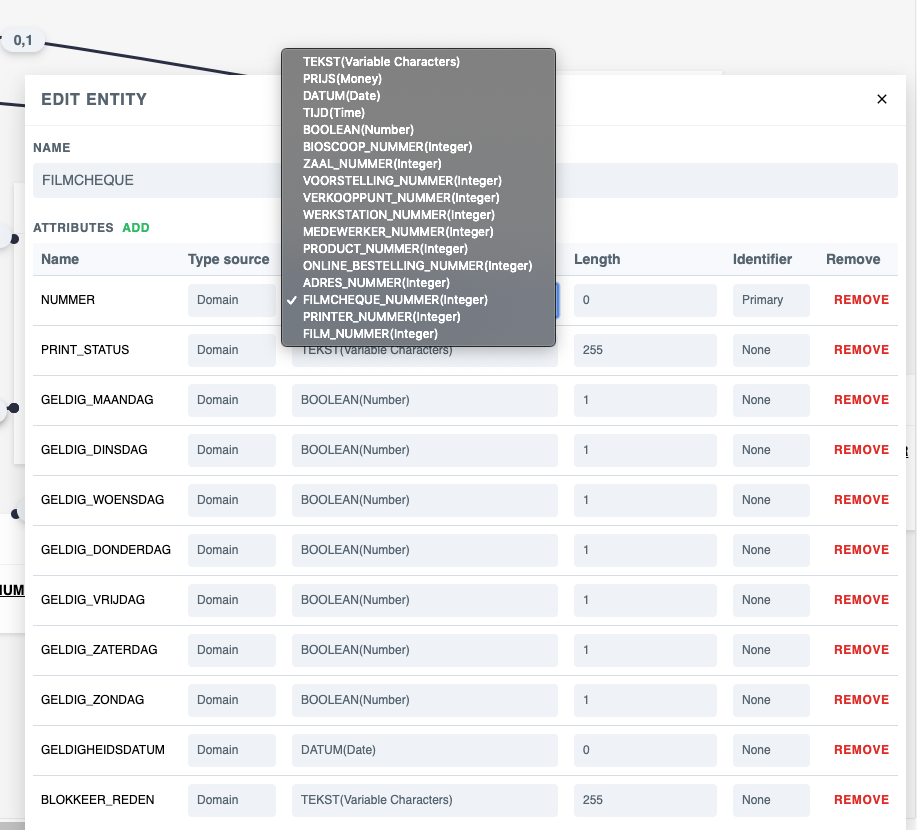 0,1
EDIT ENTITY ×
NAME
FILMCHEQUE
TEKST(Variable Characters)
PRIJS(Money)
DATUM(Date)
TIJD(Time)
BOOLEAN(Number)
BIOSCOOP_NUMMER(Integer)
ZAAL_NUMMER(Integer)
VOORSTELLING_NUMMER(Integer)
VERKOOPPUNT_NUMMER(Integer)
WERKSTATION_NUMMER(Integer)
MEDEWERKER_NUMMER(Integer)
PRODUCT_NUMMER(Integer)
ONLINE_BESTELLING_NUMMER(Integer)
ADRES_NUMMER(Integer)
✓ FILMCHEQUE_NUMMER(Integer)
PRINTER_NUMMER(Integer)
FILM_NUMMER(Integer)
ATTRIBUTES ADD
Name Type source Length Identifier Remove
NUMMER Domain 0 Primary REMOVE
PRINT_STATUS Domain TEKST(Variable Characters) 255 None REMOVE
GELDIG_MAANDAG Domain BOOLEAN(Number) 1 None REMOVE
GELDIG_DINSDAG Domain BOOLEAN(Number) 1 None REMOVE
GELDIG_WOENSDAG Domain BOOLEAN(Number) 1 None REMOVE
GELDIG_DONDERDAG Domain BOOLEAN(Number) 1 None REMOVE
GELDIG_VRIJDAG Domain BOOLEAN(Number) 1 None REMOVE
GELDIG_ZATERDAG Domain BOOLEAN(Number) 1 None REMOVE
GELDIG_ZONDAG Domain BOOLEAN(Number) 1 None REMOVE
GELDIGHEIDSDATUM Domain DATUM(Date) 0 None REMOVE
BLOKKEER_REDEN Domain TEKST(Variable Characters) 255 None REMOVE